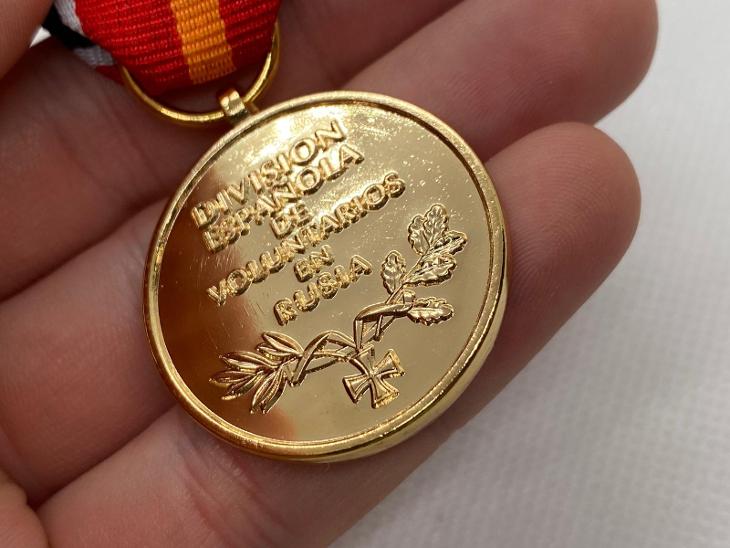 DIVISION
ESPAÑOLA
DE
VOLUNTARIOS
EN
RUSIA